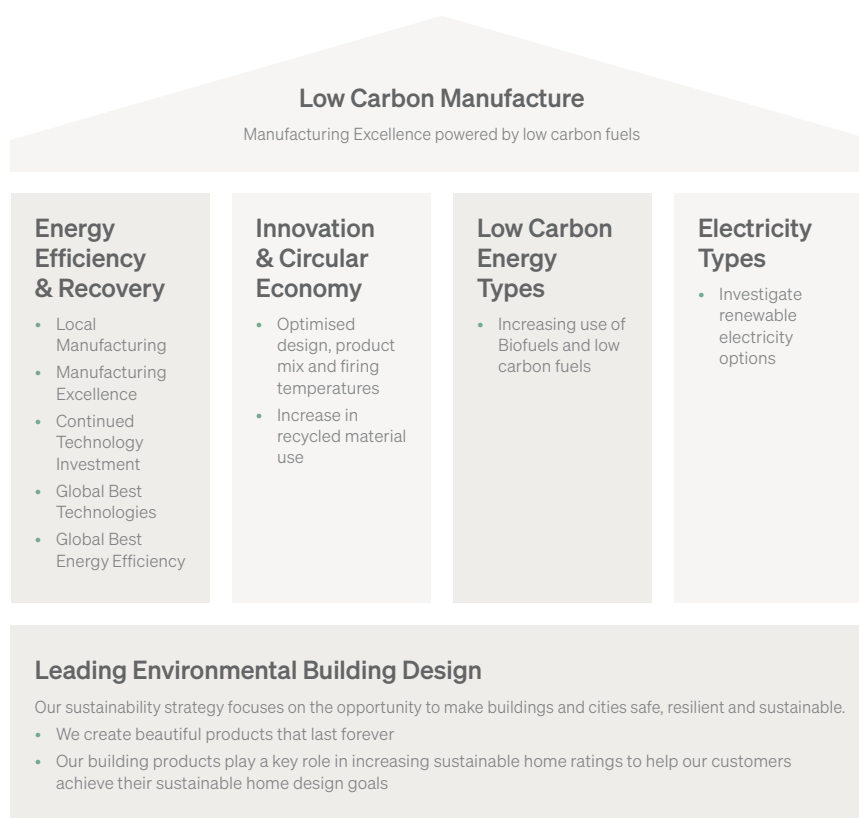 Low Carbon Manufacture
Manufacturing Excellence powered by low carbon fuels
Energy
Efficiency
& Recovery
• Local
Manufacturing
• Manufacturing
Excellence
• Continued
Technology
Investment
• Global Best
Technologies
• Global Best
Energy Efficiency
Innovation
& Circular
Economy
• Optimised
design, product
mix and firing
temperatures
• Increase in
recycled material
use
Low Carbon
Energy
Types
• Increasing use of
Biofuels and low
carbon fuels
Electricity
Types
• Investigate
renewable
electricity
options
Leading Environmental Building Design
Our sustainability strategy focuses on the opportunity to make buildings and cities safe, resilient and sustainable.
• We create beautiful products that last forever
• Our building products play a key role in increasing sustainable home ratings to help our customers
achieve their sustainable home design goals